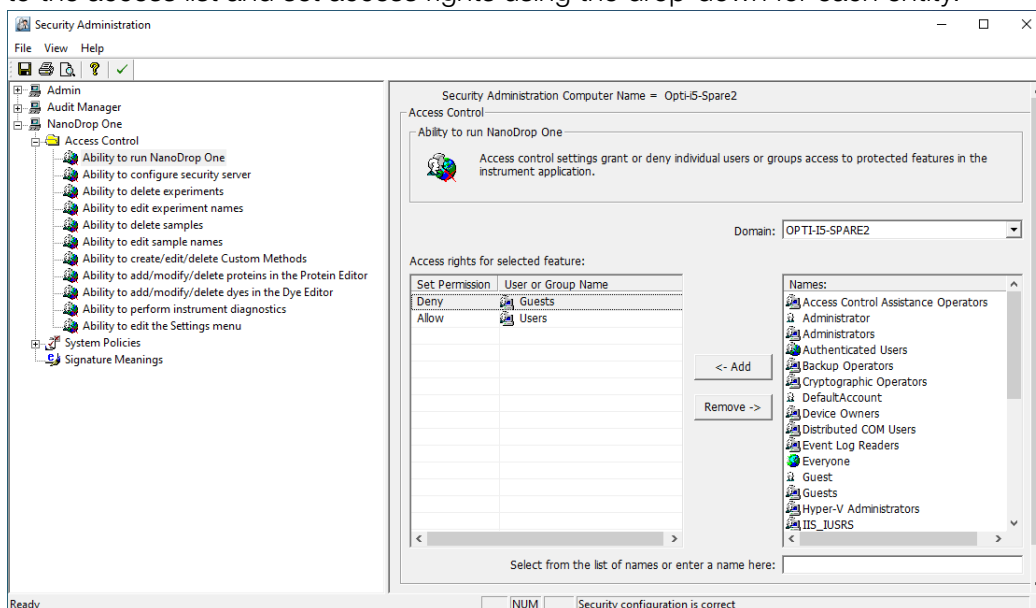 to the access list and set access rights using the drop-down for each entity.
Security Administration
File View Help
Admin
Audit Manager
NanoDrop One
Access Control
Ability to run NanoDrop One
Ability to configure security server
Ability to delete experiments
Ability to edit experiment names
Ability to delete samples
Ability to edit sample names
Ability to create/edit/delete Custom Methods
Ability to add/modify/delete proteins in the Protein Editor
Ability to add/modify/delete dyes in the Dye Editor
Ability to perform instrument diagnostics
Ability to edit the Settings menu
System Policies
Signature Meanings
Security Administration Computer Name = Opti-i5-Spare2
Access Control
Ability to run NanoDrop One
Access control settings grant or deny individual users or groups access to protected features in the
instrument application.
Domain: OPTI-I5-SPARE2
Access rights for selected feature:
Set Permission User or Group Name
Deny Guests
Allow Users
<- Add
Remove ->
Names:
Access Control Assistance Operators
Administrator
Administrators
Authenticated Users
Backup Operators
Cryptographic Operators
DefaultAccount
Device Owners
Distributed COM Users
Event Log Readers
Everyone
Guest
Guests
Hyper-V Administrators
IIS_IUSRS
Select from the list of names or enter a name here:
Ready NUM Security configuration is correct